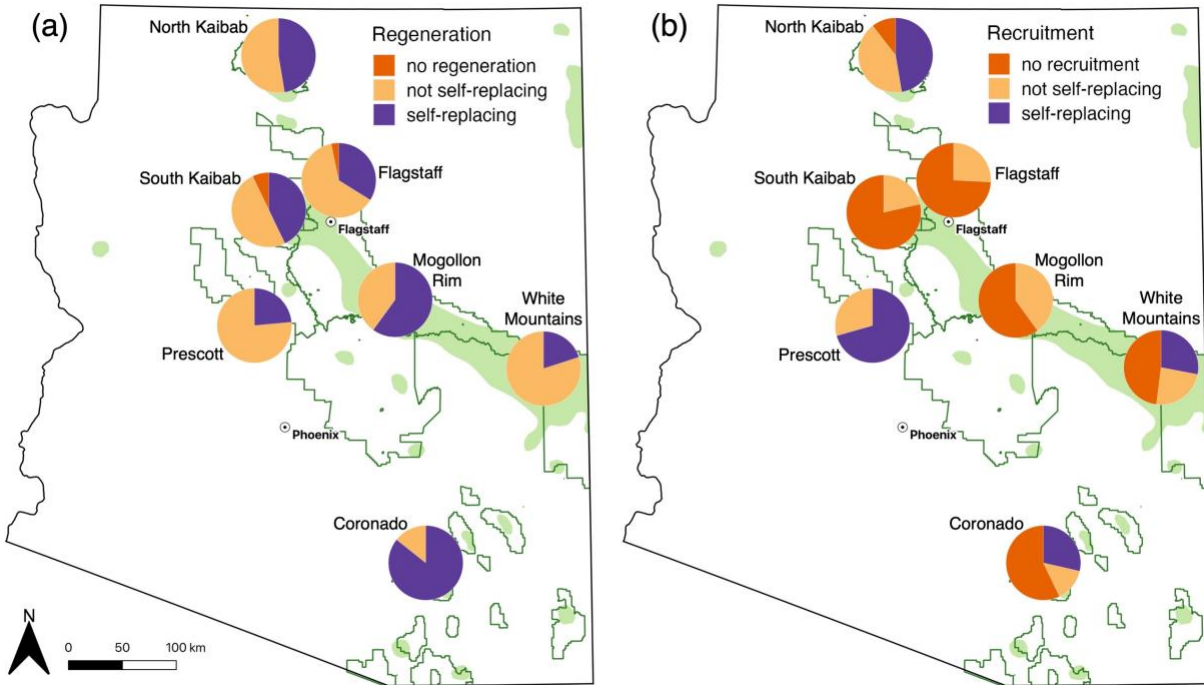 (a)
North Kaibab
Regeneration
no regeneration
not self-replacing
self-replacing
South Kaibab
Flagstaff
Flagstaff
Mogollon
Rim
White
Mountains
Prescott
Phoenix
Coronado
N
0 50 100 km
(b)
North Kaibab
Recruitment
no recruitment
not self-replacing
self-replacing
South Kaibab
Flagstaff
Flagstaff
Mogollon
Rim
White
Mountains
Prescott
Phoenix
Coronado